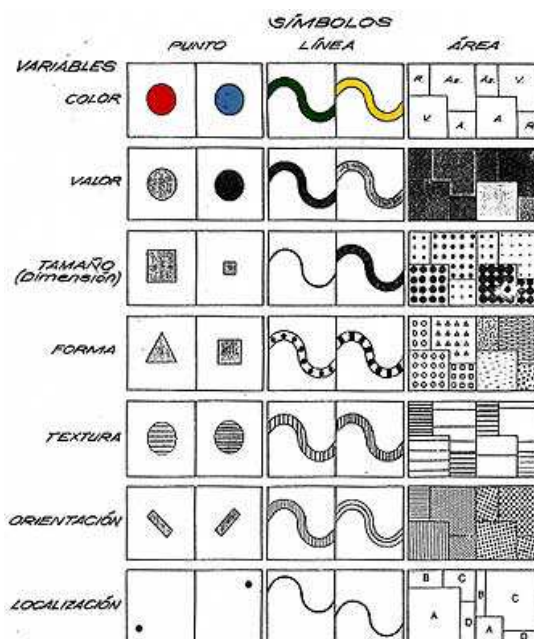 SÍMBOLOS
PUNTO LÍNEA ÁREA
VARIABLES
COLOR
R. Az. Az. V.
V. A. A. R.
VALOR
TAMAÑO
(Dimensión)
FORMA
TEXTURA
ORIENTACIÓN
LOCALIZACIÓN
B C B C
A D A D